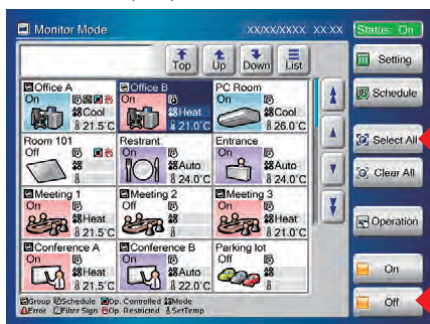 Monitor Mode
XX/XX/XXXX XX:XX
Status: On
Top
Up
Down
List
Setting
Schedule
Select All
Clear All
Operation
On
Off
Office A
On
Cool
21.5°C
Office B
On
Heat
21.0°C
PC Room
On
Cool
26.0°C
Room 101
Off
Restrant
On
Auto
24.0°C
Entrance
On
Auto
24.0°C
Meeting 1
On
Heat
21.5°C
Meeting 2
Off
Auto
24.0°C
Meeting 3
On
Heat
21.0°C
Conference A
On
Heat
21.5°C
Conference B
On
Auto
22.0°C
Parking lot
Off
Group Schedule Op. Controlled Mode
Error Filter Sign Op. Restricted SetTemp